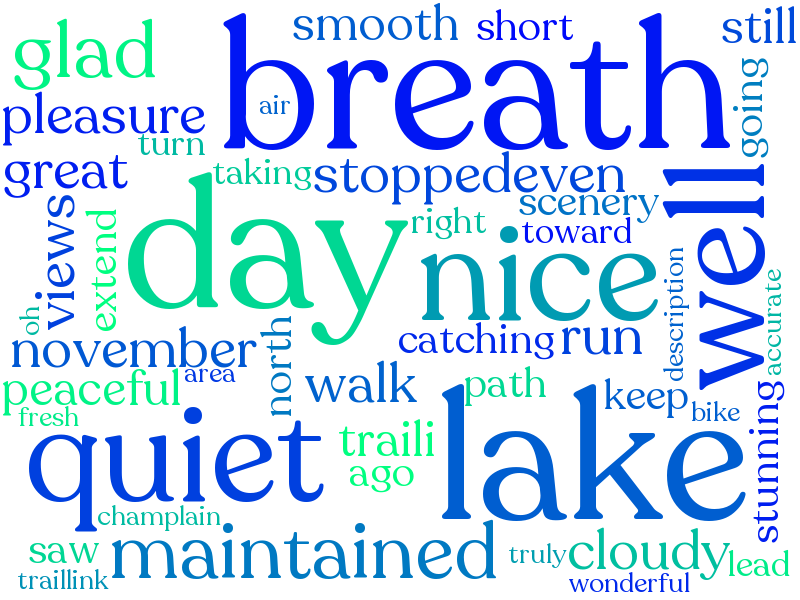 smooth
short
still
glad
breath
air
pleasure
turn
going
great
taking
stopped
even
well
views
extend
day
right
scenery
toward
nice
oh
november
area
north
catching
run
description
accurate
peaceful
fresh
walk
path
keep
bike
stunning
quiet
traili
ago
lake
champlain
saw
maintained
traillink
truly
cloudy
lead
wonderful